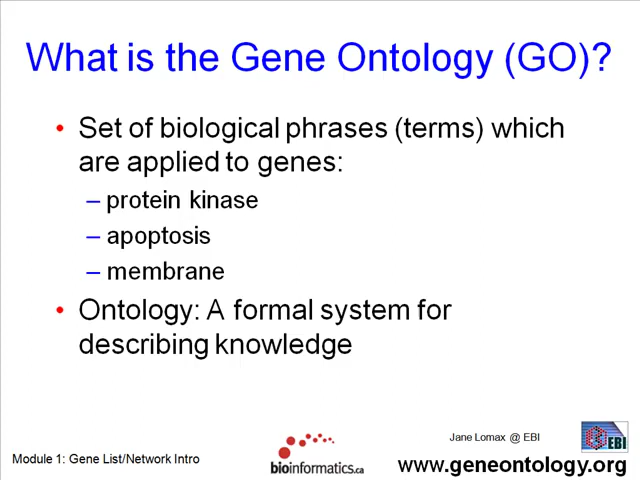 What is the Gene Ontology (GO)?
• Set of biological phrases (terms) which
are applied to genes:
– protein kinase
– apoptosis
– membrane
• Ontology: A formal system for
describing knowledge
Jane Lomax @ EBI
EBI
Module 1: Gene List/Network Intro
bioinformatics.ca
www.geneontology.org